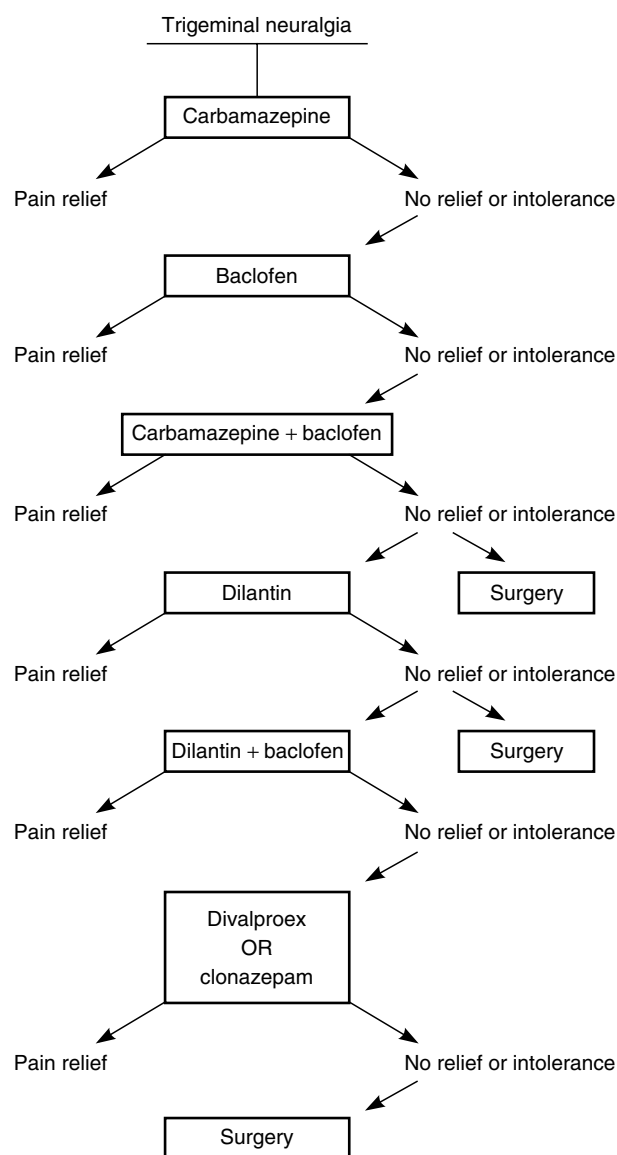 Trigeminal neuralgia
Carbamazepine
Pain relief
No relief or intolerance
Baclofen
Pain relief
No relief or intolerance
Carbamazepine + baclofen
Pain relief
No relief or intolerance
Dilantin
Surgery
Pain relief
No relief or intolerance
Dilantin + baclofen
Surgery
Pain relief
No relief or intolerance
Divalproex
OR
clonazepam
Pain relief
No relief or intolerance
Surgery